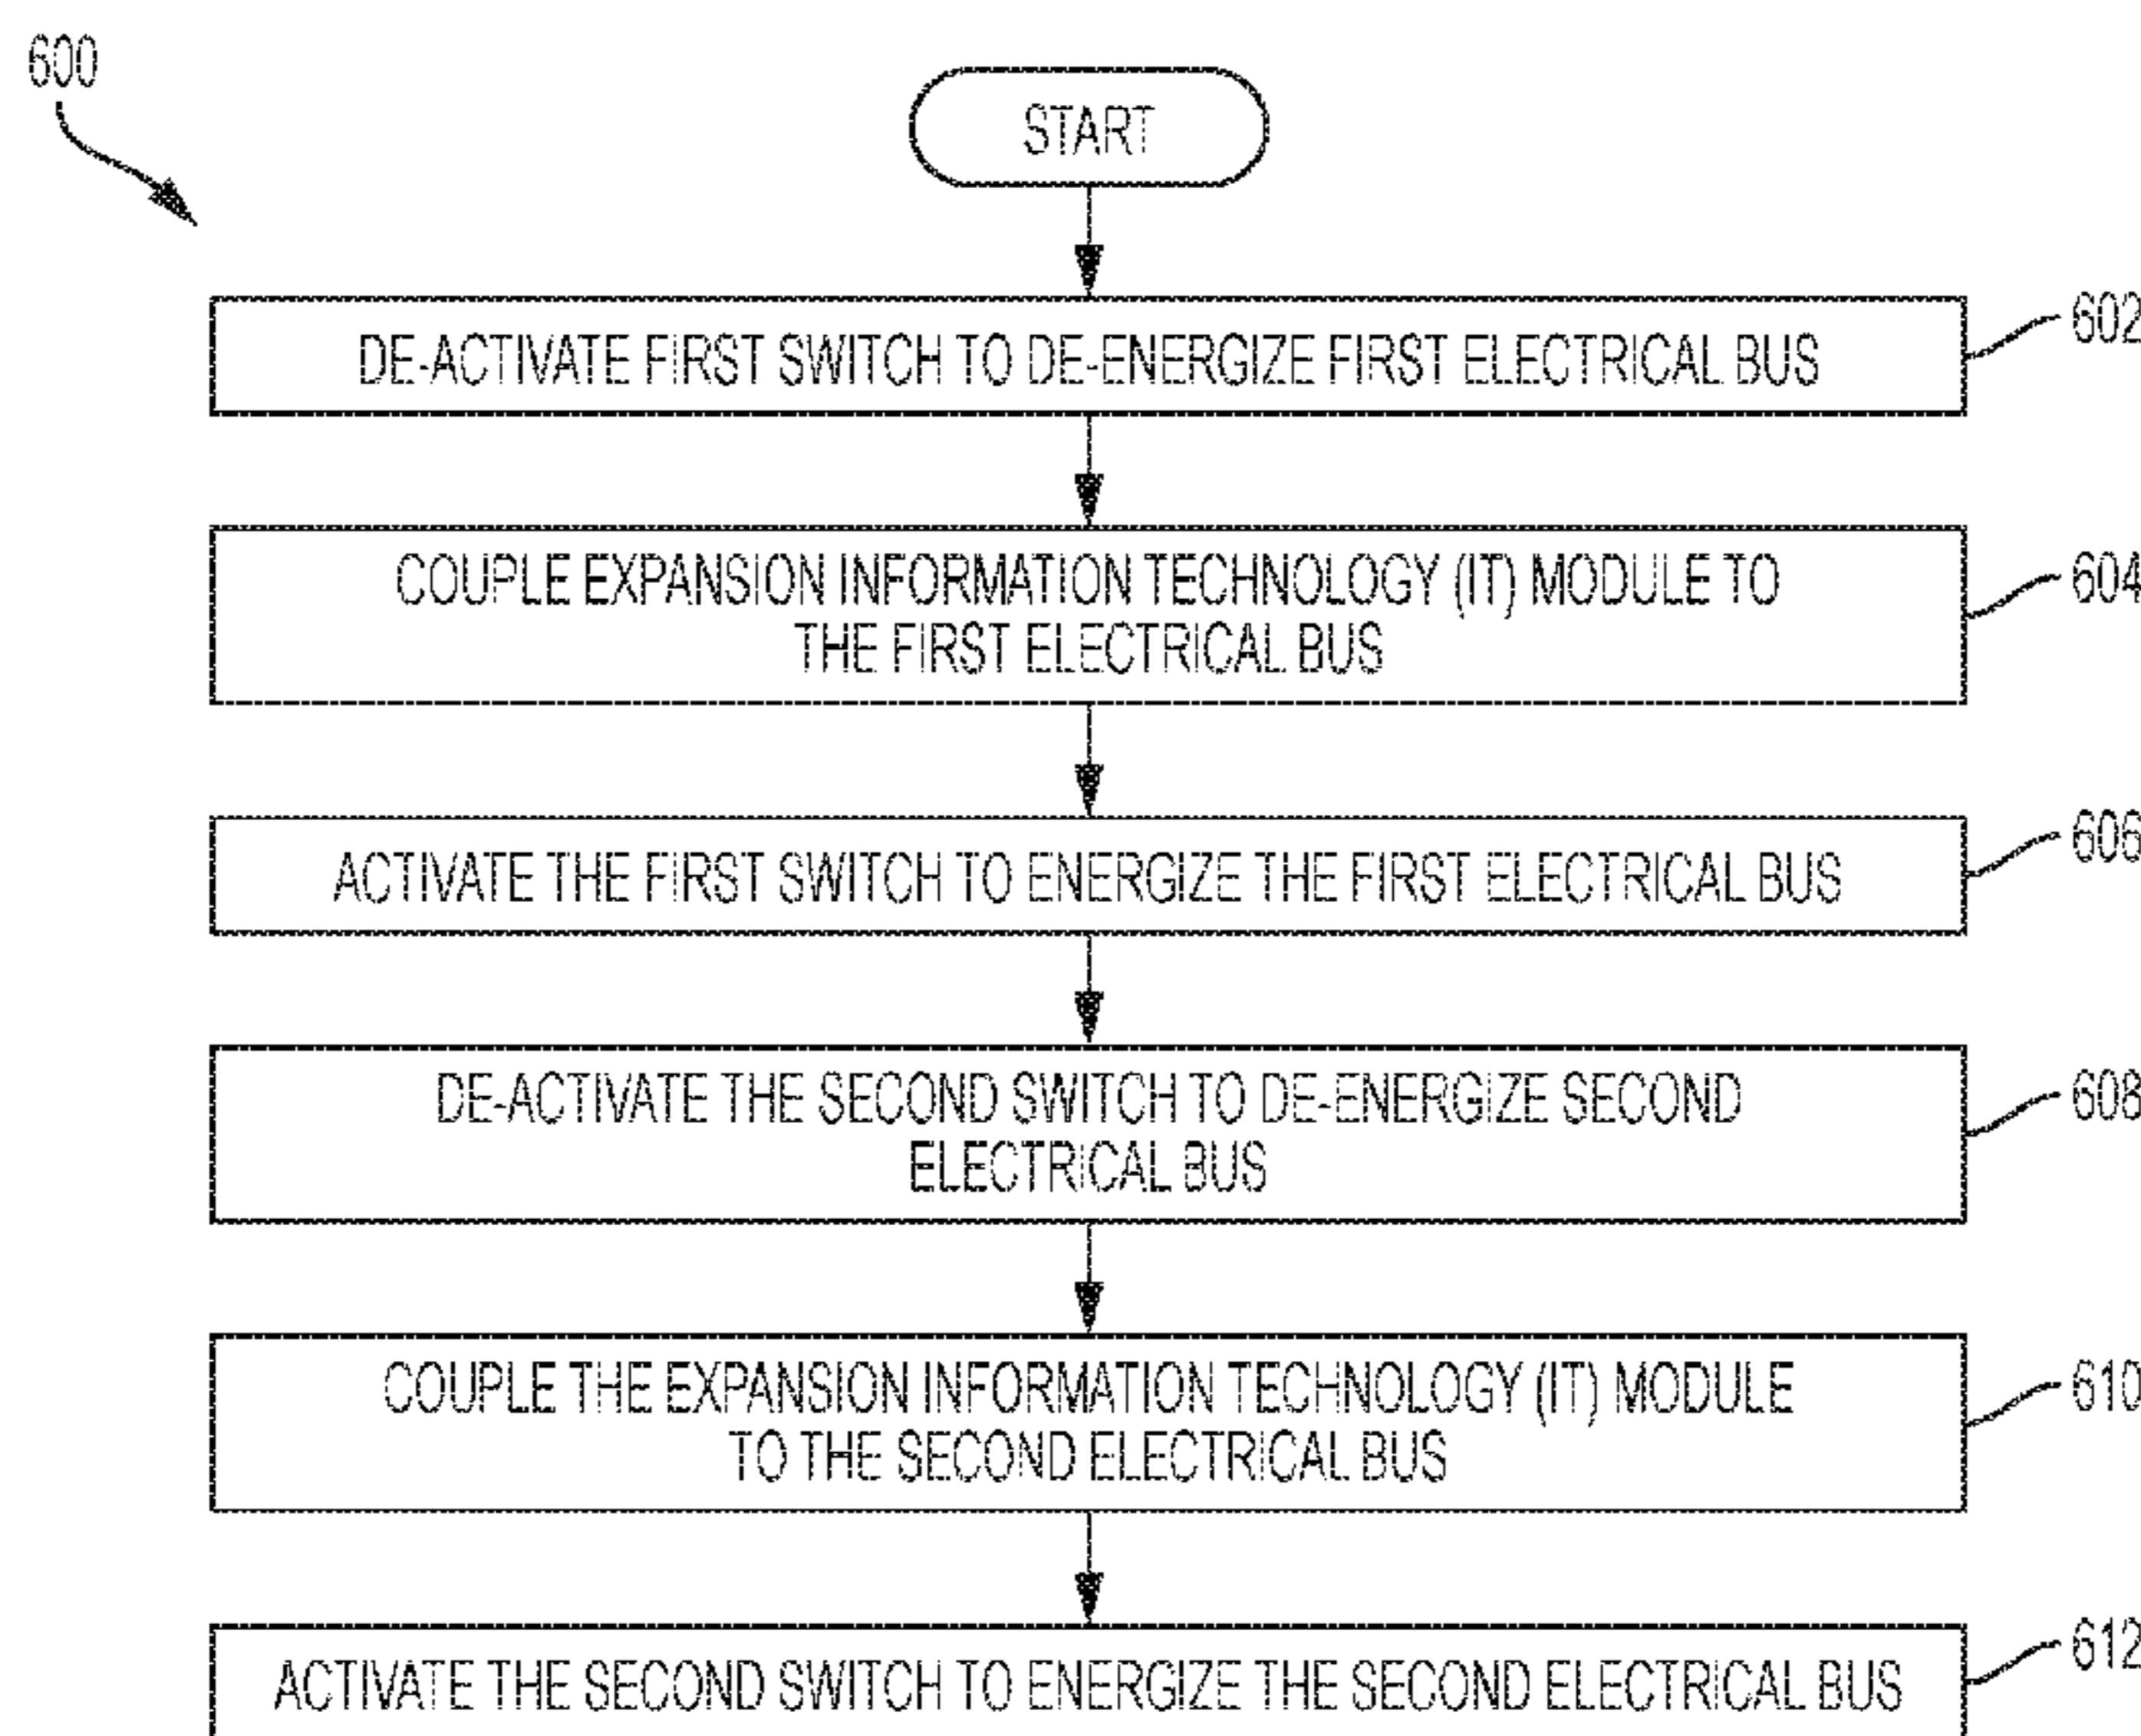 600
START
DE-ACTIVATE FIRST SWITCH TO DE-ENERGIZE FIRST ELECTRICAL BUS
602
COUPLE EXPANSION INFORMATION TECHNOLOGY (IT) MODULE TO
THE FIRST ELECTRICAL BUS
604
ACTIVATE THE FIRST SWITCH TO ENERGIZE THE FIRST ELECTRICAL BUS
606
DE-ACTIVATE THE SECOND SWITCH TO DE-ENERGIZE SECOND
ELECTRICAL BUS
608
COUPLE THE EXPANSION INFORMATION TECHNOLOGY (IT) MODULE
TO THE SECOND ELECTRICAL BUS
610
ACTIVATE THE SECOND SWITCH TO ENERGIZE THE SECOND ELECTRICAL BUS
612